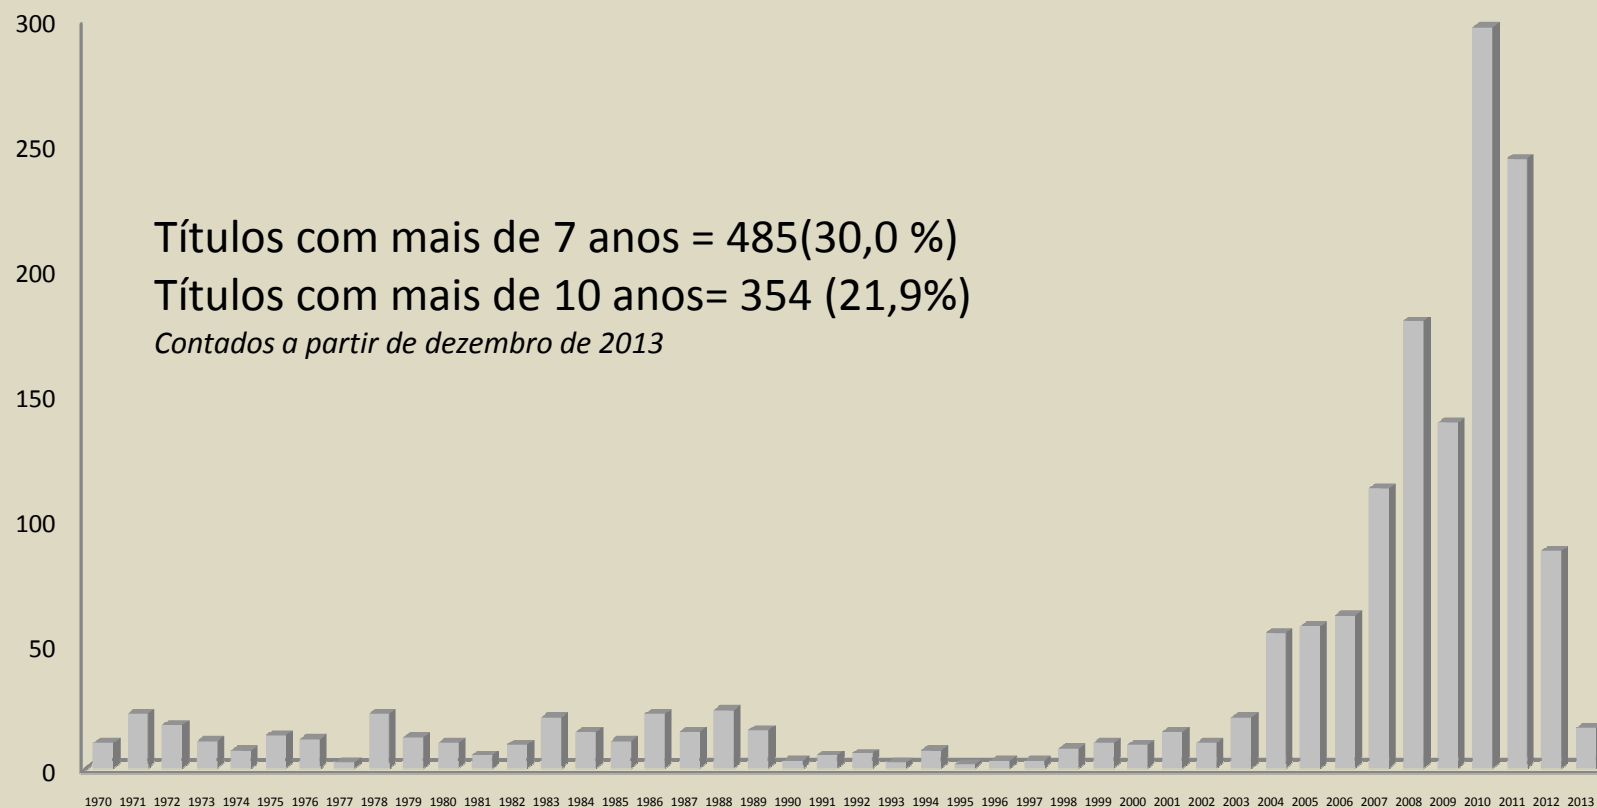 300
250
200
150
100
50
0
Títulos com mais de 7 anos = 485(30,0 %)
Títulos com mais de 10 anos= 354 (21,9%)
Contados a partir de dezembro de 2013
1970 1971 1972 1973 1974 1975 1976 1977 1978 1979 1980 1981 1982 1983 1984 1985 1986 1987 1988 1989 1990 1991 1992 1993 1994 1995 1996 1997 1998 1999 2000 2001 2002 2003 2004 2005 2006 2007 2008 2009 2010 2011 2012 2013